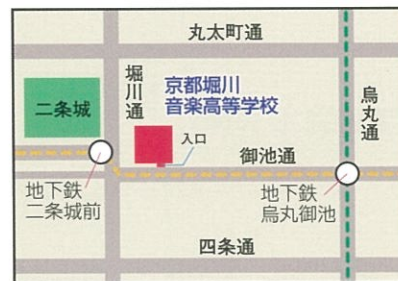 丸太町通
堀川通
京都堀川
音楽高等学校
二条城
烏丸通
入口
御池通
地下鉄
二条城前
地下鉄
烏丸御池
四条通